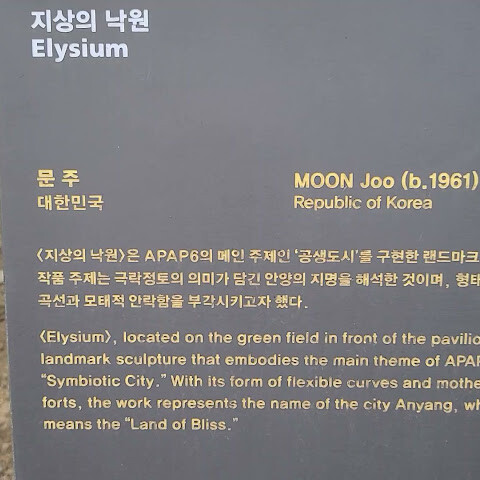 지상의 낙원
Elysium
문 주
대한민국
MOON Joo (b.1961)
Republic of Korea
<지상의 낙원>은 APAP6의 메인 주제인 '공생도시'를 구현한 랜드마크
작품 주제는 극락정토의 의미가 담긴 안양의 지명을 해석한 것이며, 형태
곡선과 모태적 안락함을 부각시키고자 했다.
<Elysium>, located on the green field in front of the pavilio
landmark sculpture that embodies the main theme of APAP
"Symbiotic City." With its form of flexible curves and mothe
forts, the work represents the name of the city Anyang, wh
means the "Land of Bliss."